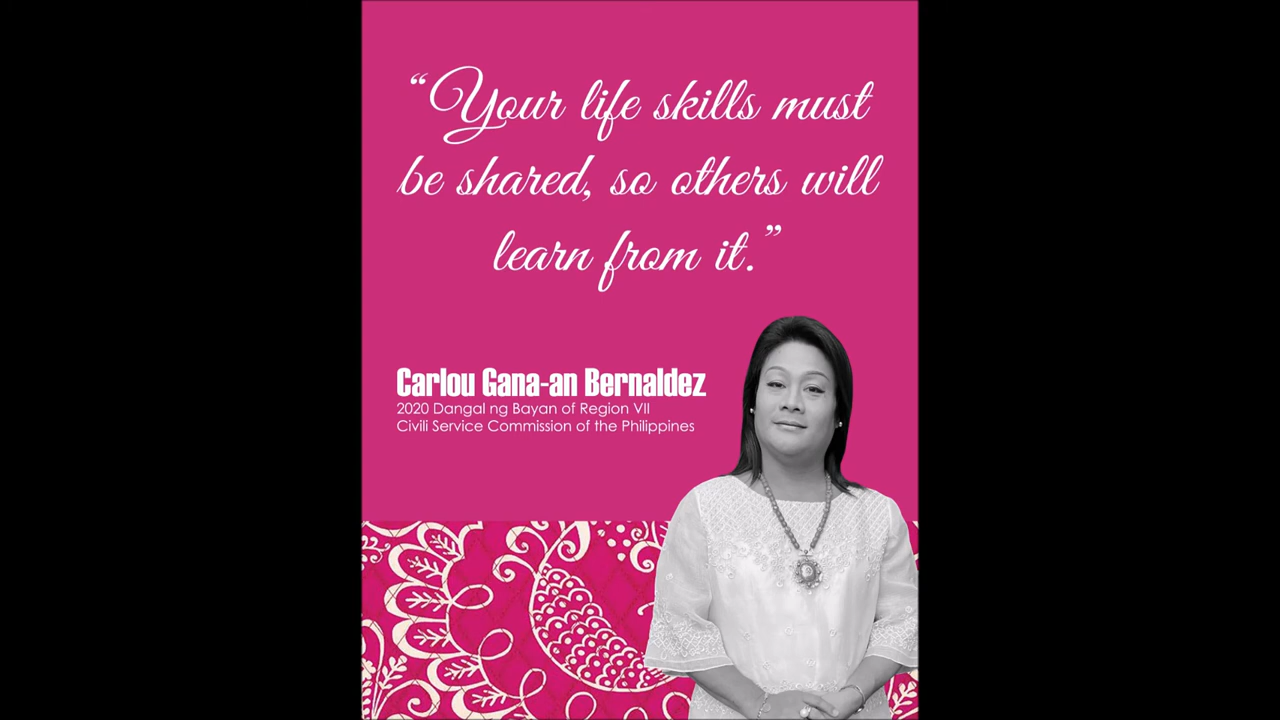 “Your life skills must
be shared, so others will
learn from it.”
Carlou Gana-an Bernaldez
2020 Dangal ng Bayan of Region VII
Civili Service Commission of the Philippines